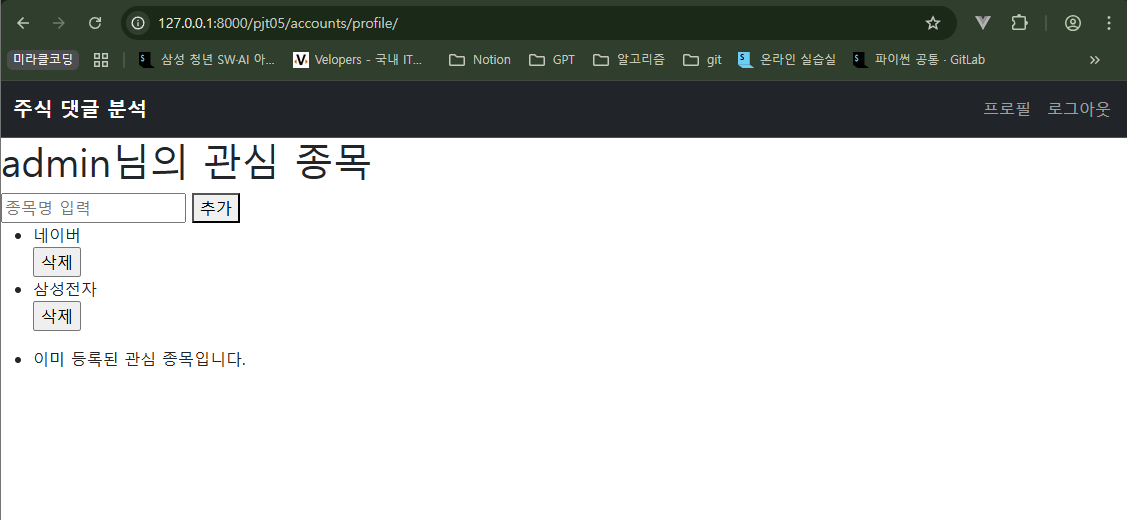 127.0.0.1:8000/pjt05/accounts/profile/
미라클코딩 삼성 청년 SW·AI 아... Velopers - 국내 IT... Notion GPT 알고리즘 git 온라인 실습실 파이썬 공통 · GitLab
주식 댓글 분석 프로필 로그아웃
admin님의 관심 종목
종목명 입력 추가
네이버
삭제
삼성전자
삭제
이미 등록된 관심 종목입니다.